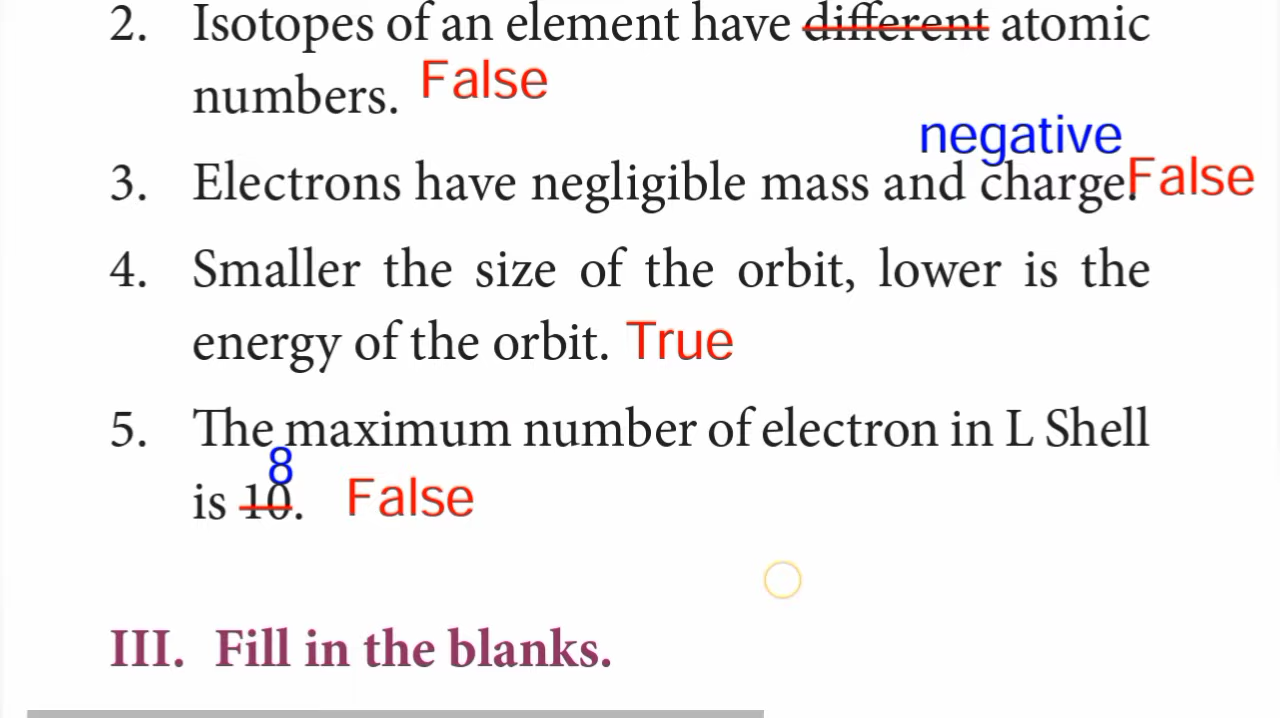 2. Isotopes of an element have different atomic
numbers. False
negative
3. Electrons have negligible mass and charge. False
4. Smaller the size of the orbit, lower is the
energy of the orbit. True
5. The maximum number of electron in L Shell
8
is 10. False
III. Fill in the blanks.